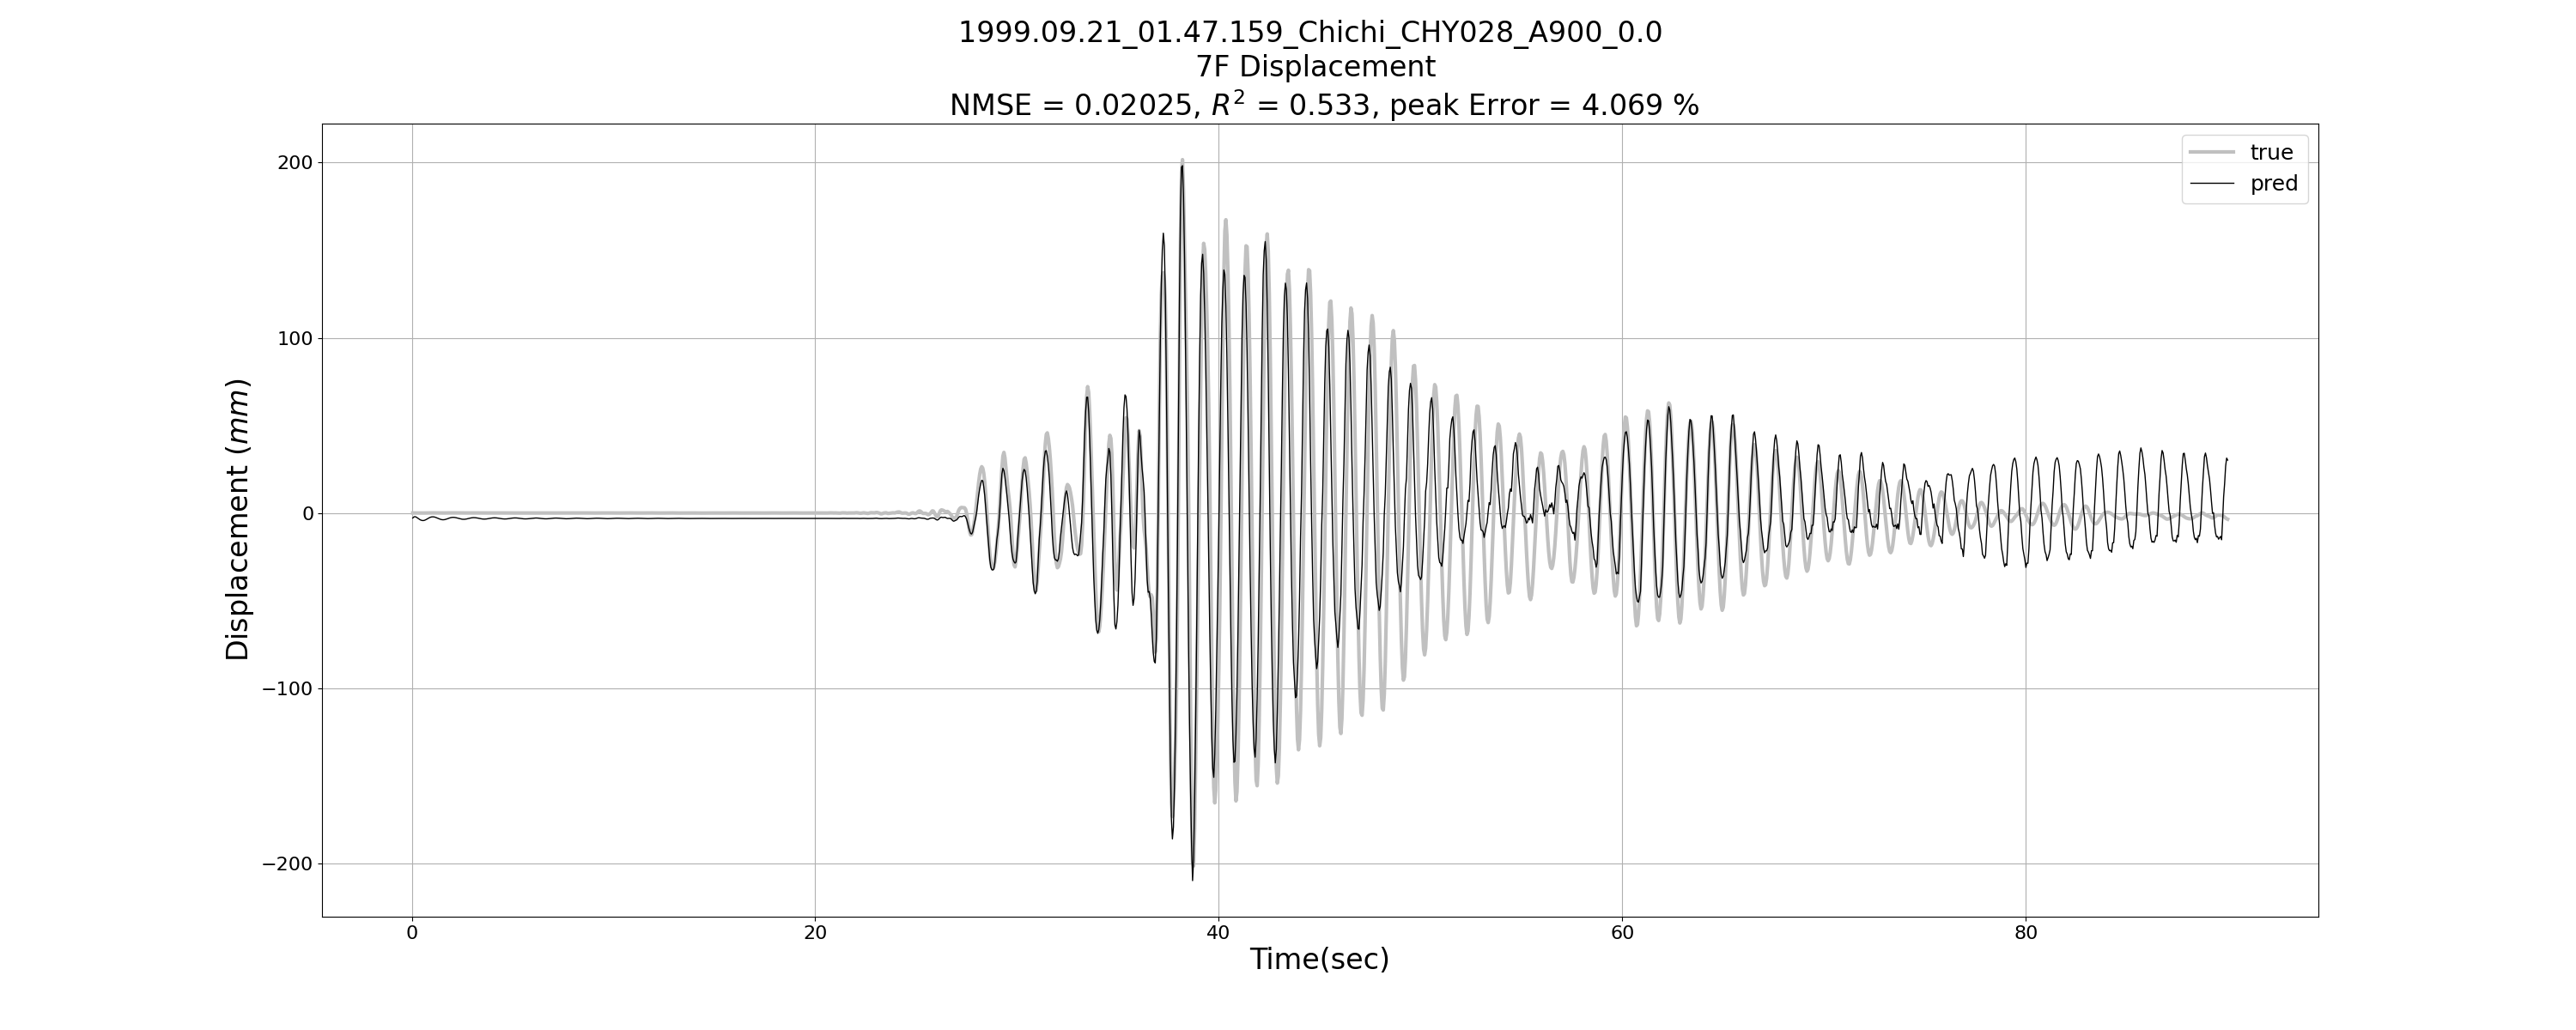 1999.09.21_01.47.159_Chichi_CHY028_A900_0.0
7F Displacement
NMSE = 0.02025, R² = 0.533, peak Error = 4.069 %
true
pred
200
100
0
−100
−200
Displacement (mm)
0 20 40 60 80
Time(sec)